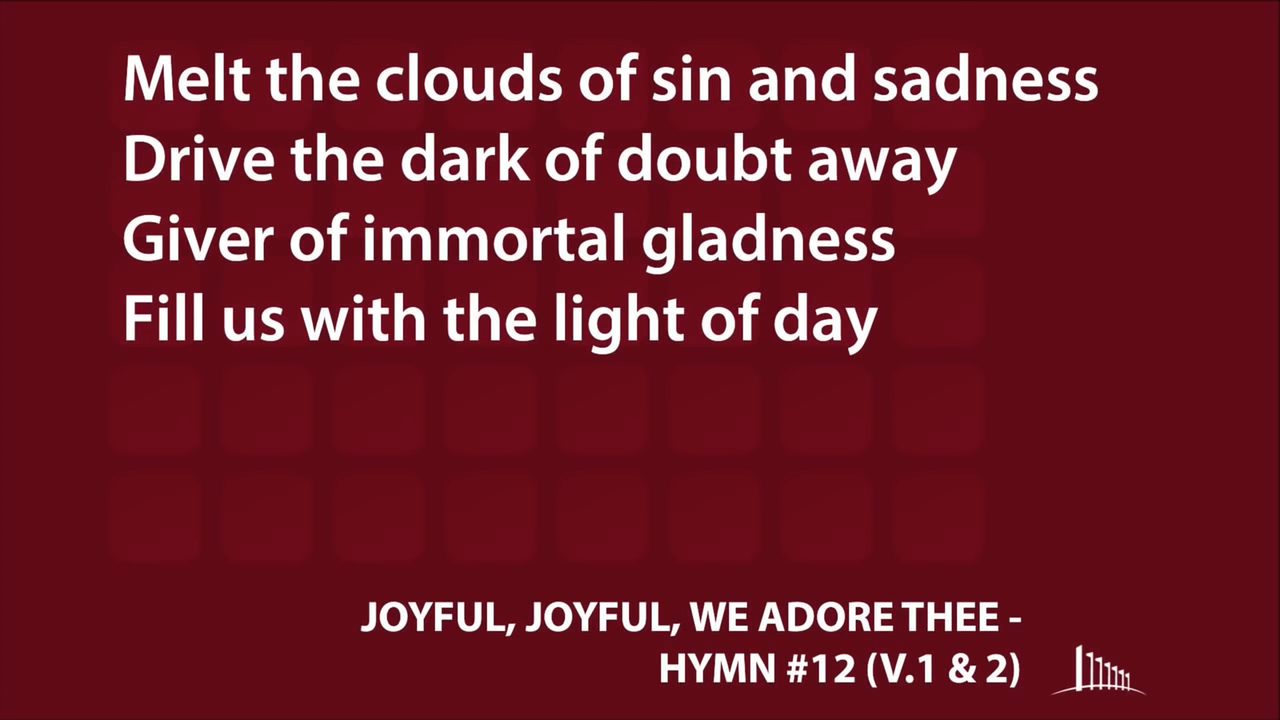 Melt the clouds of sin and sadness
Drive the dark of doubt away
Giver of immortal gladness
Fill us with the light of day
JOYFUL, JOYFUL, WE ADORE THEE -
HYMN #12 (V.1 & 2)